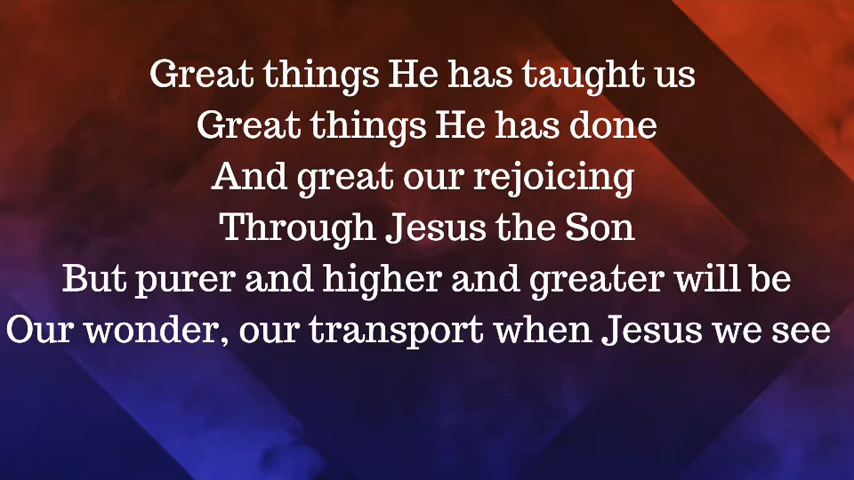 Great things He has taught us
Great things He has done
And great our rejoicing
Through Jesus the Son
But purer and higher and greater will be
Our wonder, our transport when Jesus we see